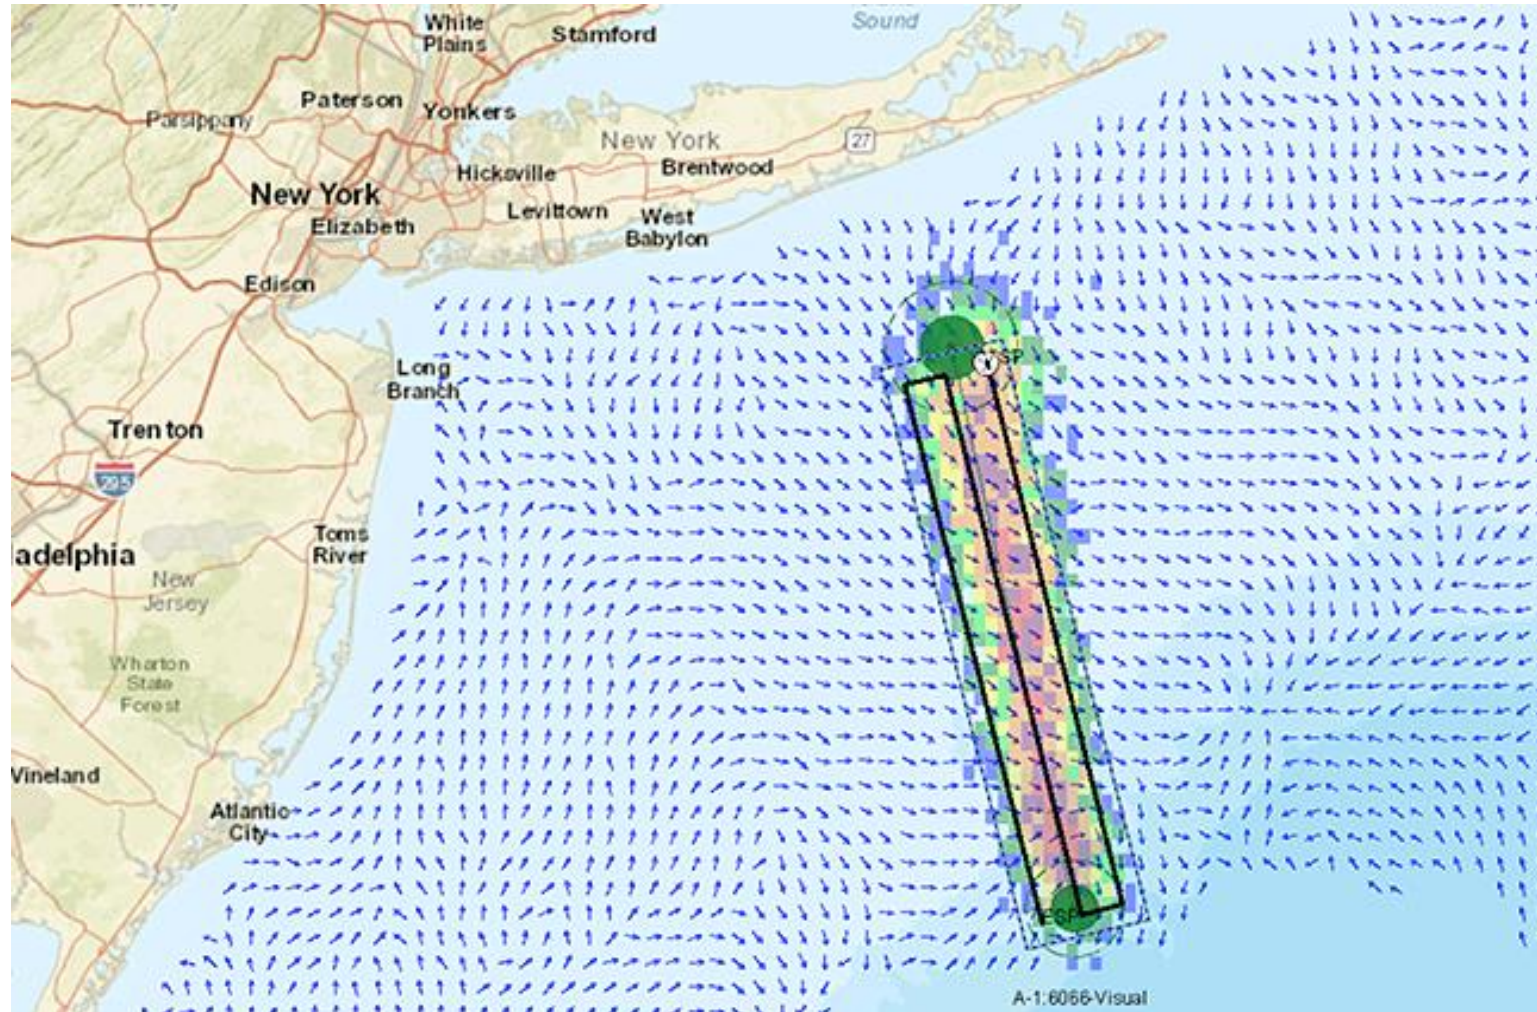 Sound
White
Plains
Stamford
Paterson
Yonkers
Parsippany
New York
27
Hicksville
Brentwood
New York
Levittown
West
Babylon
Elizabeth
Edison
Long
Branch
SP
Trenton
295
Toms
River
adelphia
New
Jersey
Wharton
State
Forest
Vineland
Atlantic
City
ESP
A-1:6066-Visual